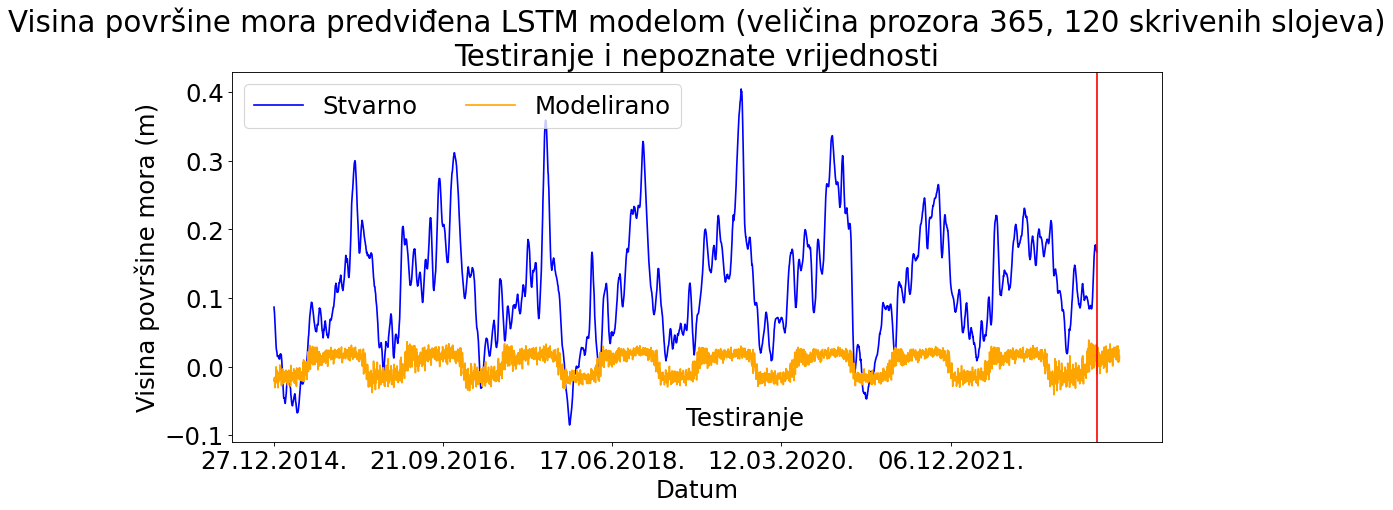 Visina površine mora predviđena LSTM modelom (veličina prozora 365, 120 skrivenih slojeva)
Testiranje i nepoznate vrijednosti
Stvarno
Modelirano
Visina površine mora (m)
0.4
0.3
0.2
0.1
0.0
−0.1
Testiranje
27.12.2014.
21.09.2016.
17.06.2018.
12.03.2020.
06.12.2021.
Datum